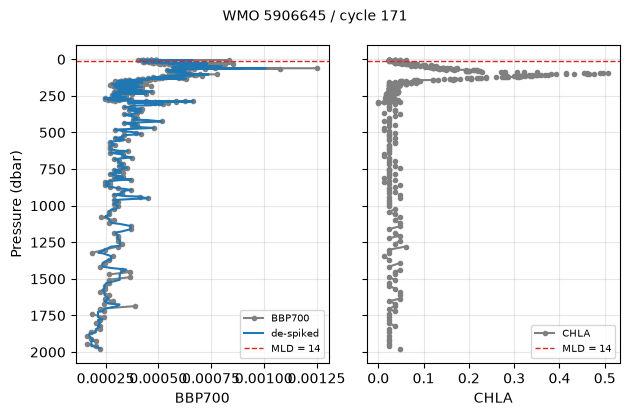 WMO 5906645 / cycle 171
0
250
500
750
1000
1250
1500
1750
2000
Pressure (dbar)
BBP700
de-spiked
MLD = 14
0.00025 0.00050 0.00075 0.00100 0.00125
BBP700
CHLA
MLD = 14
0.0 0.1 0.2 0.3 0.4 0.5
CHLA